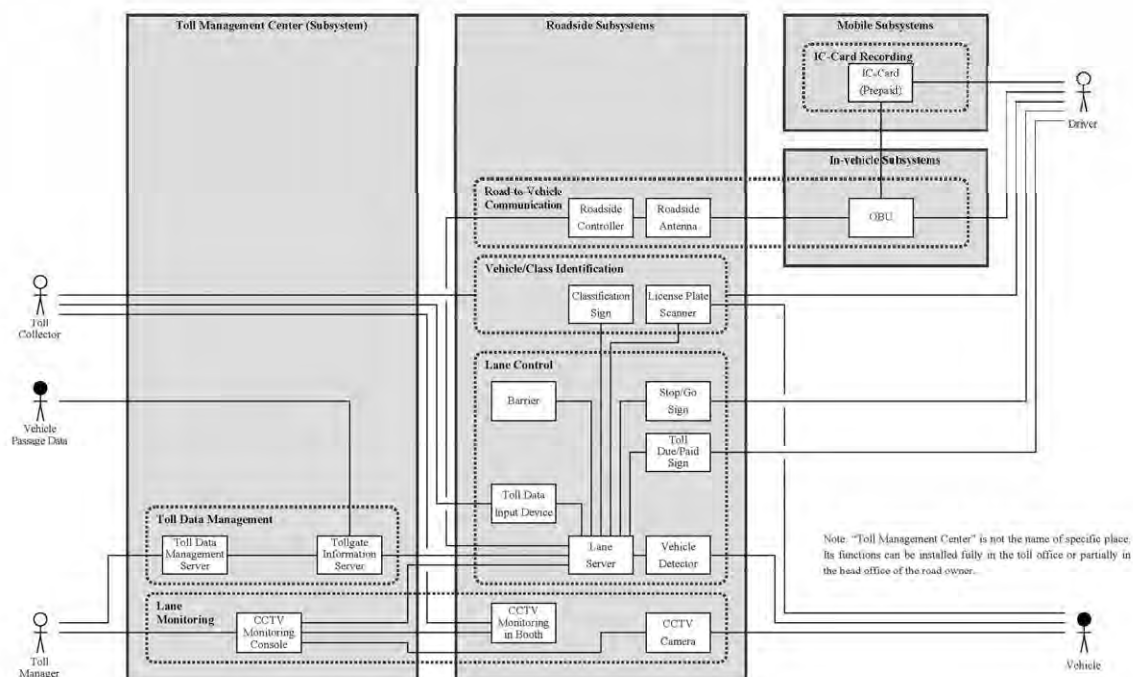 Toll Management Center (Subsystem)
Roadside Subsystems
Mobile Subsystems
IC-Card Recording
IC-Card
(Prepaid)
Driver
In-vehicle Subsystems
Road-to-Vehicle
Communication
Roadside
Controller
Roadside
Antenna
OBU
Vehicle/Class Identification
Classification
Sign
License Plate
Scanner
Toll
Collector
Lane Control
Barrier
Stop/Go
Sign
Vehicle
Passage Data
Toll
Due/Paid
Sign
Toll Data
Input Device
Toll Data Management
Toll Data
Management
Server
Tollgate
Information
Server
Lane
Server
Vehicle
Detector
Note: "Toll Management Center" is not the name of specific place.
Its functions can be installed fully in the toll office or partially in
the head office of the road owner.
Lane
Monitoring
CCTV
Monitoring
Console
CCTV
Monitoring
in Booth
CCTV
Camera
Toll
Manager
Vehicle